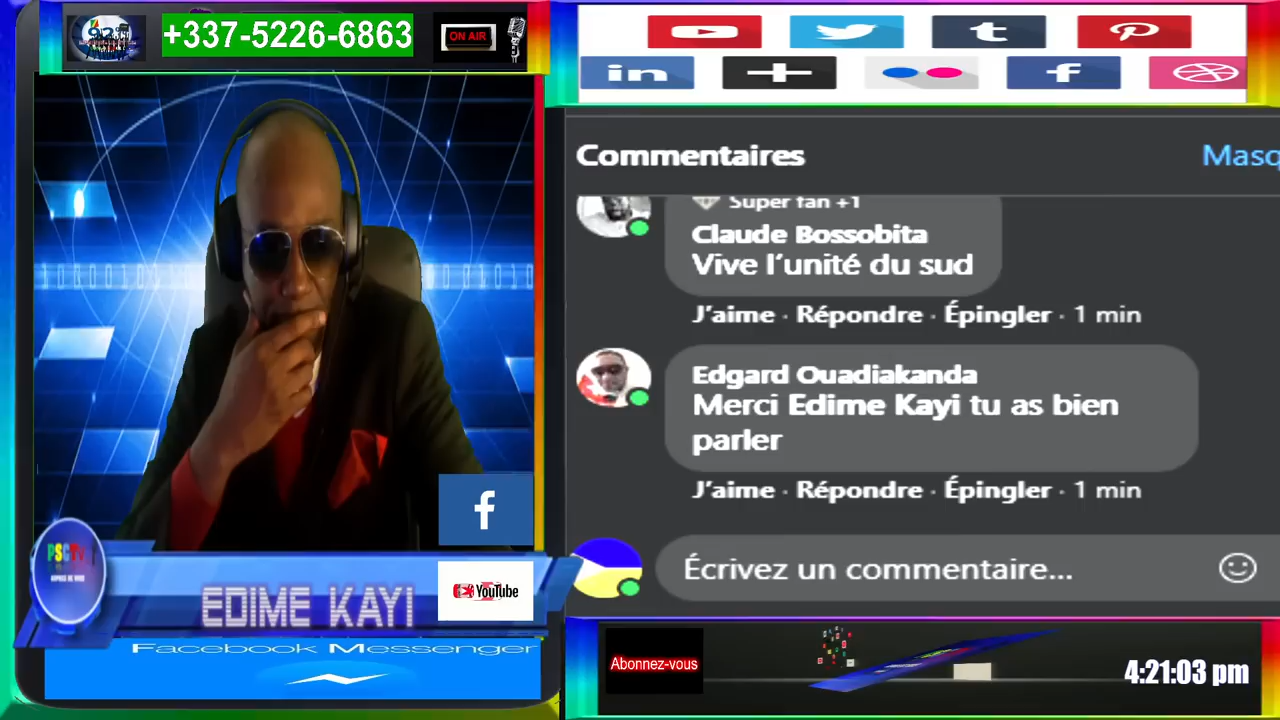 +337-5226-6863
ON AIR
Commentaires
Masq
Super fan +1
Claude Bossobita
Vive l’unité du sud
J’aime · Répondre · Épingler · 1 min
Edgard Ouadiakanda
Merci Edime Kayi tu as bien
parler
J’aime · Répondre · Épingler · 1 min
Écrivez un commentaire...
EDIME KAYI
YouTube
Facebook Messenger
Abonnez-vous
4:21:03 pm